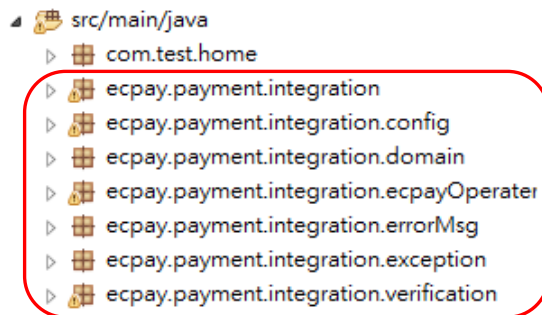 src/main/java
com.test.home
ecpay.payment.integration
ecpay.payment.integration.config
ecpay.payment.integration.domain
ecpay.payment.integration.ecpayOperater
ecpay.payment.integration.errorMsg
ecpay.payment.integration.exception
ecpay.payment.integration.verification